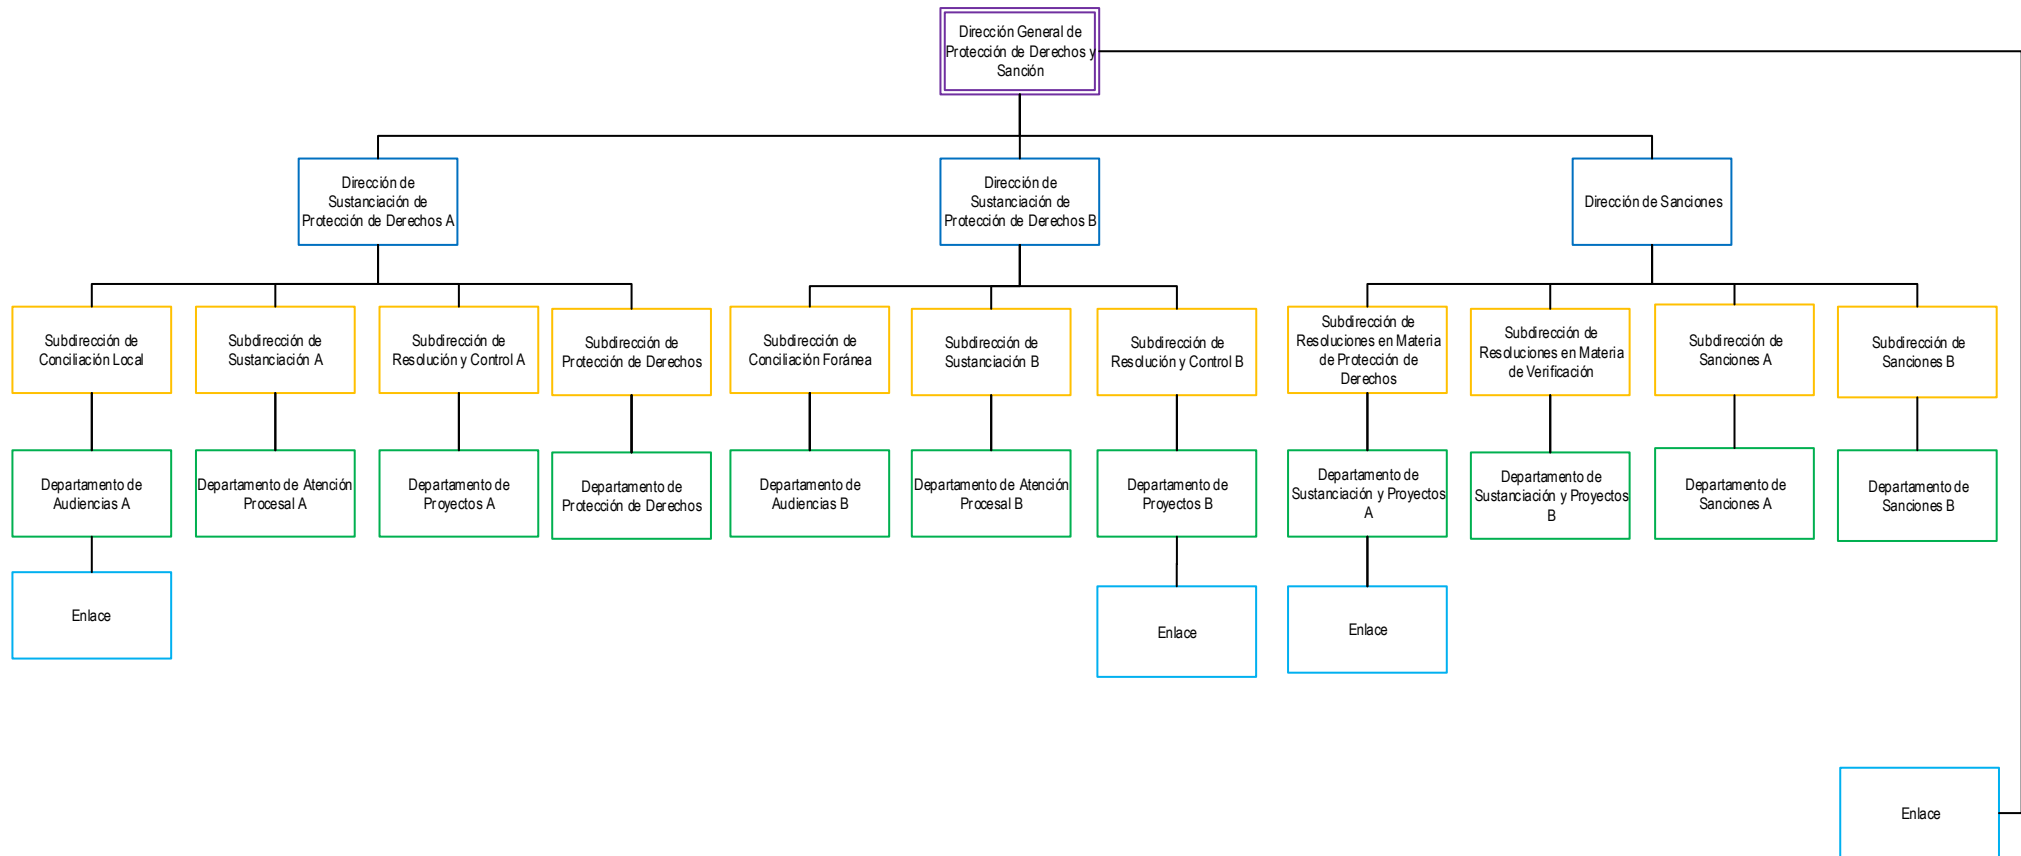 Dirección General de
Protección de Derechos y
Sanción
Dirección de
Sustanciación de
Protección de Derechos A
Dirección de
Sustanciación de
Protección de Derechos B
Dirección de Sanciones
Subdirección de
Conciliación Local
Subdirección de
Sustanciación A
Subdirección de
Resolución y Control A
Subdirección de
Protección de Derechos
Subdirección de
Conciliación Foránea
Subdirección de
Sustanciación B
Subdirección de
Resolución y Control B
Subdirección de
Resoluciones en Materia
de Protección de
Derechos
Subdirección de
Resoluciones en Materia
de Verificación
Subdirección de
Sanciones A
Subdirección de
Sanciones B
Departamento de
Audiencias A
Departamento de Atención
Procesal A
Departamento de
Proyectos A
Departamento de
Protección de Derechos
Departamento de
Audiencias B
Departamento de Atención
Procesal B
Departamento de
Proyectos B
Departamento de
Sustanciación y Proyectos
A
Departamento de
Sustanciación y Proyectos
B
Departamento de
Sanciones A
Departamento de
Sanciones B
Enlace
Enlace
Enlace
Enlace